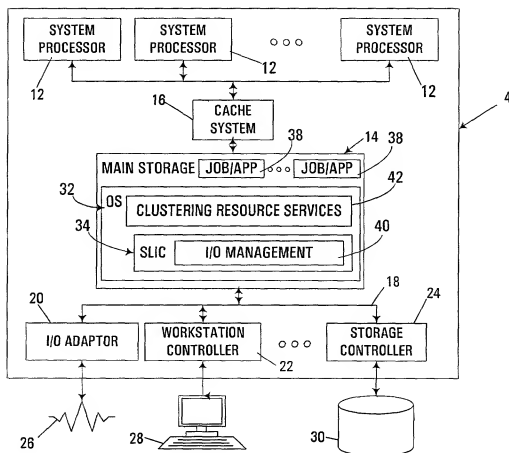 SYSTEM PROCESSOR
SYSTEM PROCESSOR
SYSTEM PROCESSOR
12
12
12
4
16
CACHE SYSTEM
14
MAIN STORAGE
JOB/APP
38
JOB/APP
38
32
OS
CLUSTERING RESOURCE SERVICES
42
34
SLIC
I/O MANAGEMENT
40
18
20
I/O ADAPTOR
WORKSTATION CONTROLLER
22
STORAGE CONTROLLER
24
26
28
30